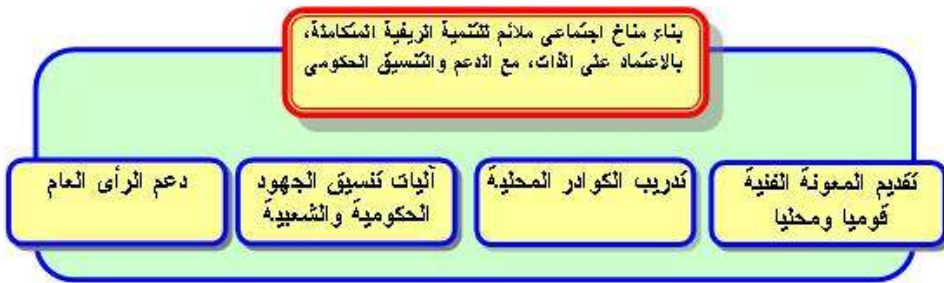 بناء مناخ اجتماعى ملائم للتنمية الريفية المتكاملة،
بالاعتماد على الذات، مع الدعم والتنسيق الحكومى
تقديم المعونة الفنية
قوميا ومحليا
تدريب الكوادر المحلية
آليات تنسيق الجهود
الحكومية والشعبية
دعم الرأى العام